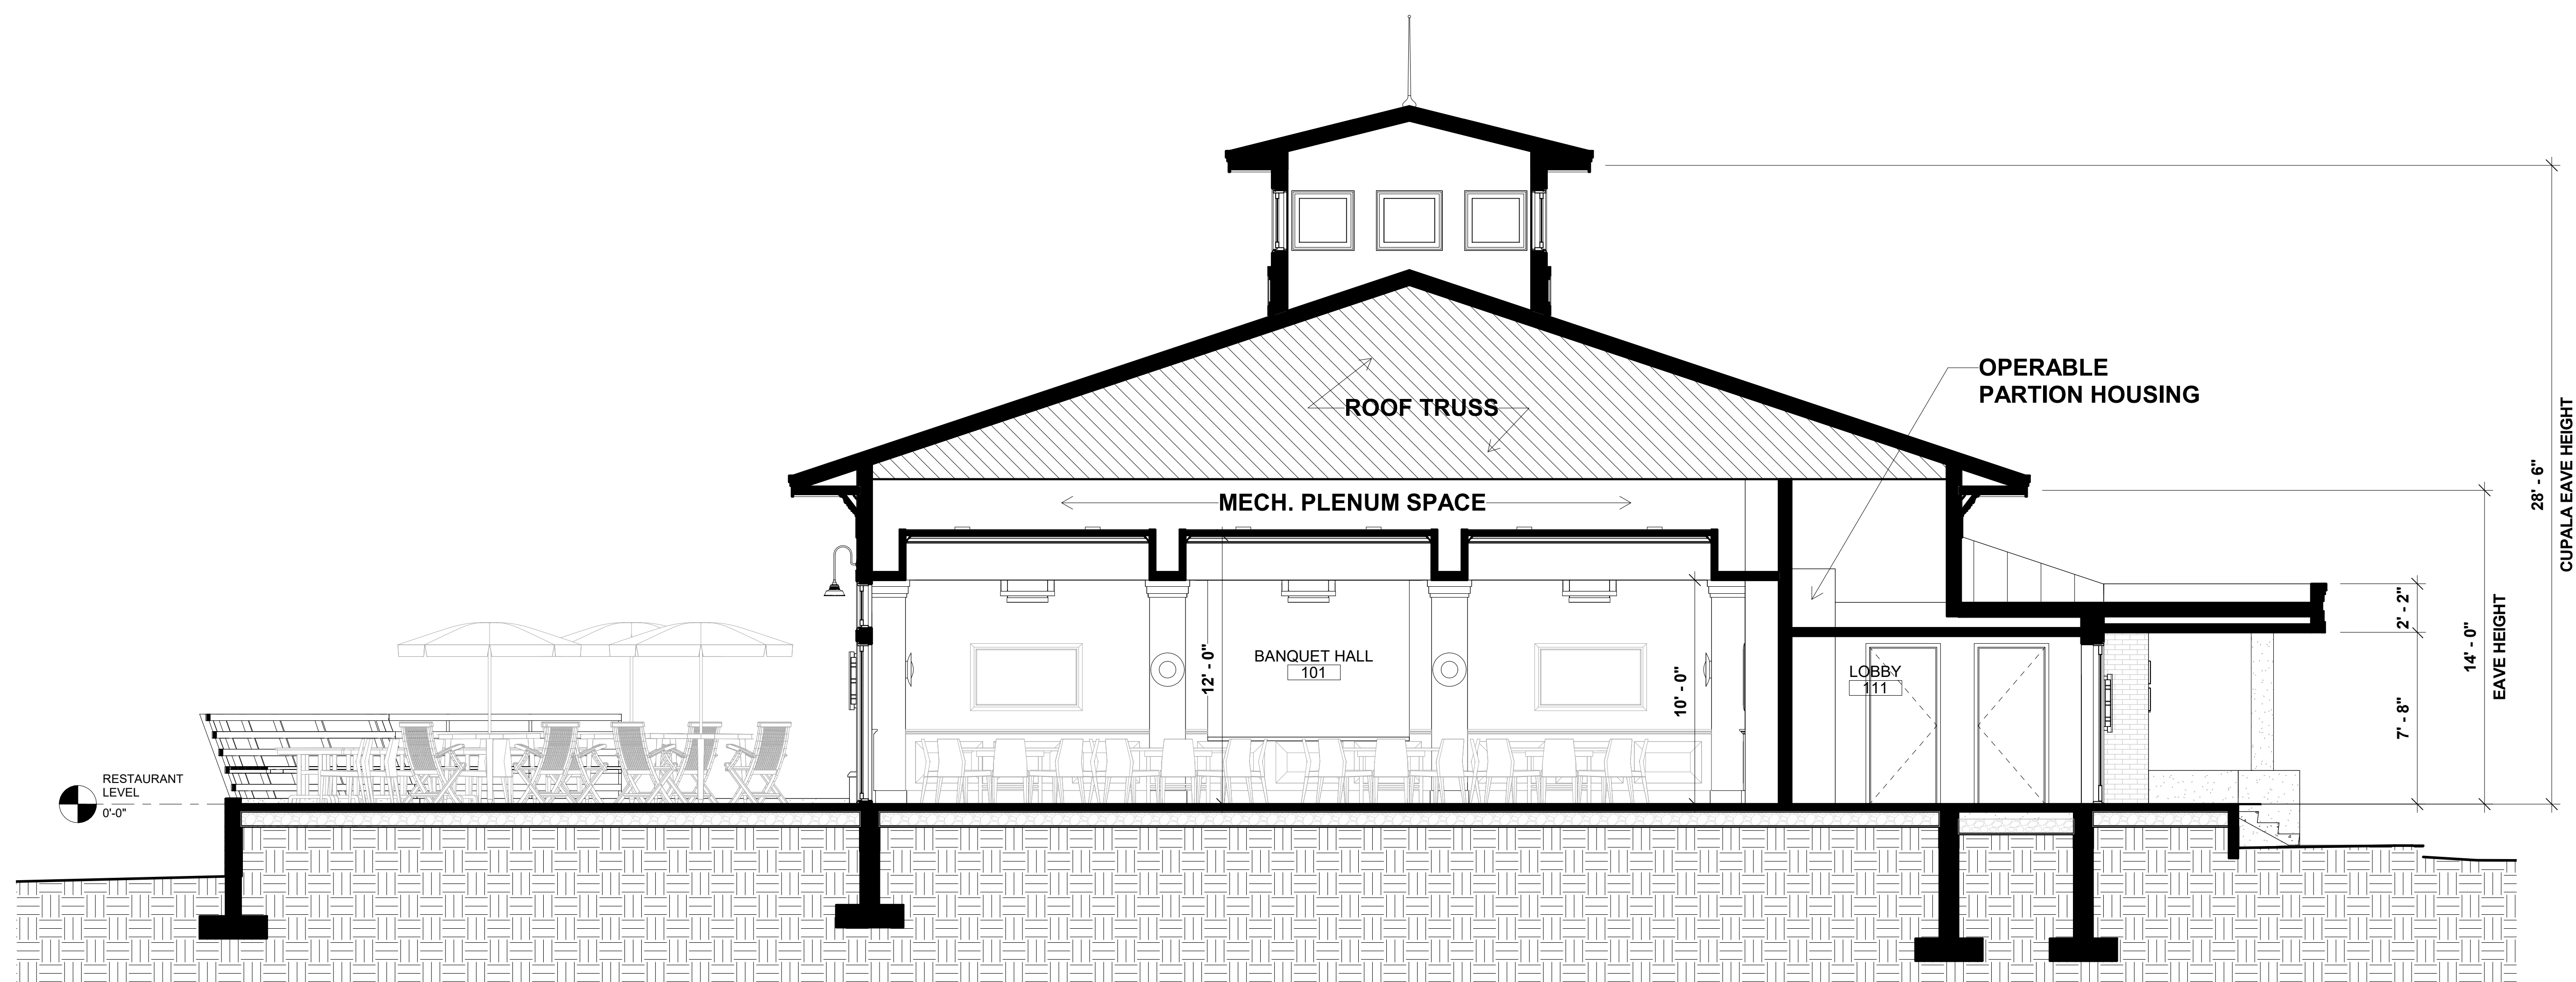 OPERABLE
PARTION HOUSING
ROOF TRUSS
MECH. PLENUM SPACE
BANQUET HALL
101
12' - 0"
10' - 0"
LOBBY
111
2' - 2"
7' - 8"
14' - 0"
EAVE HEIGHT
28' - 6"
CUPALA EAVE HEIGHT
RESTAURANT
LEVEL
0'-0"